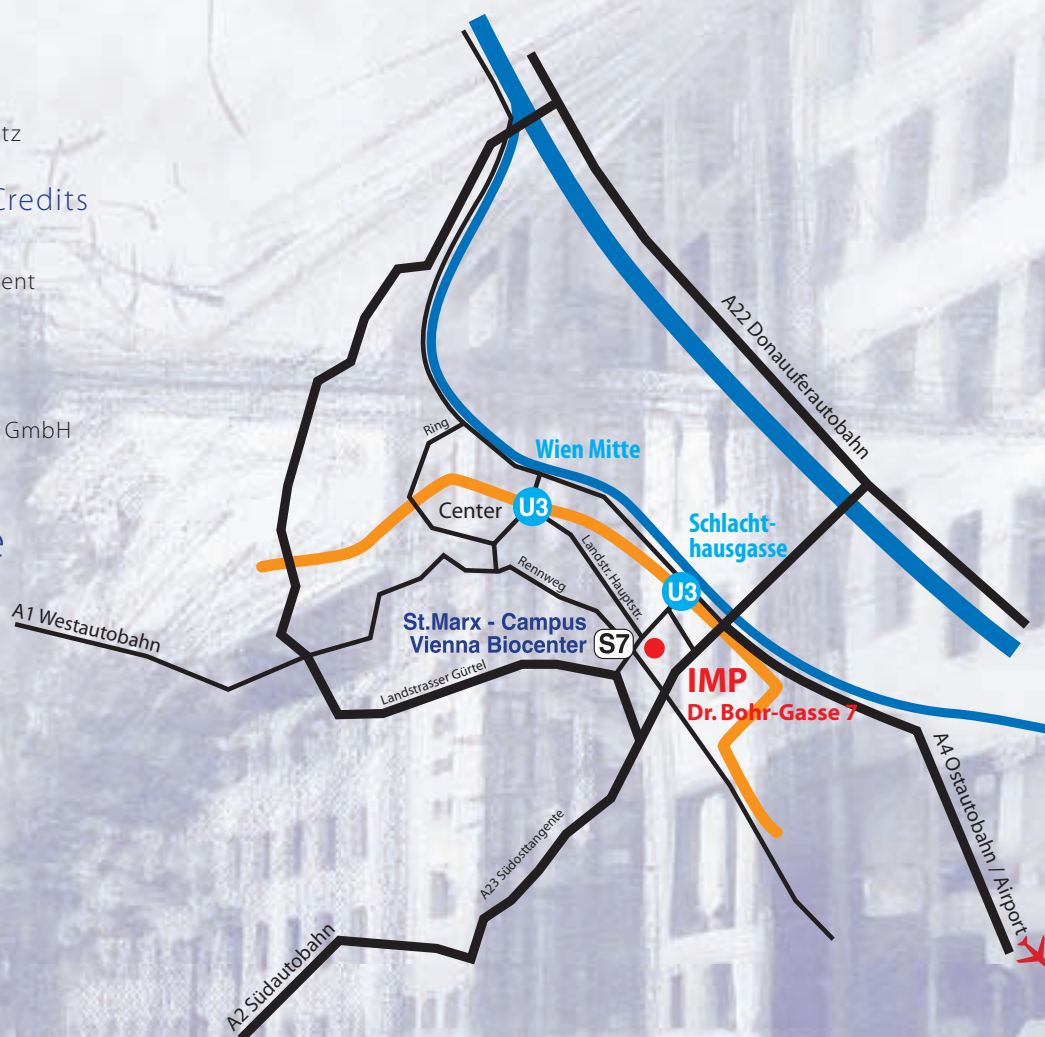 tz
Credits
ent
GmbH
e
A22 Donauuferautobahn
Ring
Wien Mitte
Center
U3
Schlacht-
hausgasse
U3
Landstr. Hauptstr.
Rennweg
A1 Westautobahn
St.Marx - Campus
Vienna Biocenter
S7
Landstrasser Gürtel
IMP
Dr. Bohr-Gasse 7
A4 Ostautobahn / Airport
A23 Südosttangente
A2 Südautobahn